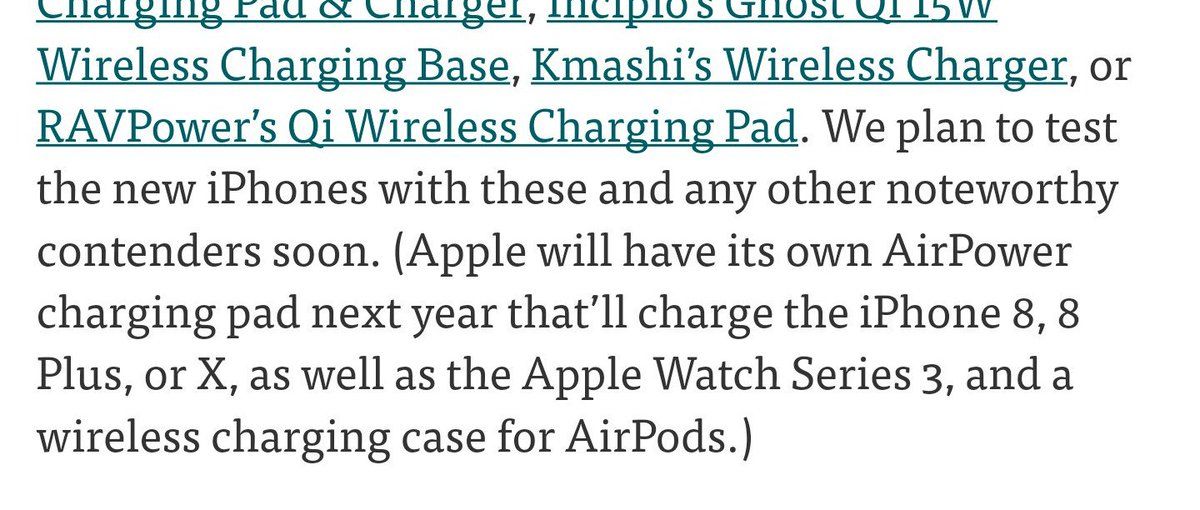 Charging Pad & Charger, Incipio’s Ghost Qi 15W
Wireless Charging Base, Kmashi’s Wireless Charger, or
RAVPower’s Qi Wireless Charging Pad. We plan to test
the new iPhones with these and any other noteworthy
contenders soon. (Apple will have its own AirPower
charging pad next year that’ll charge the iPhone 8, 8
Plus, or X, as well as the Apple Watch Series 3, and a
wireless charging case for AirPods.)